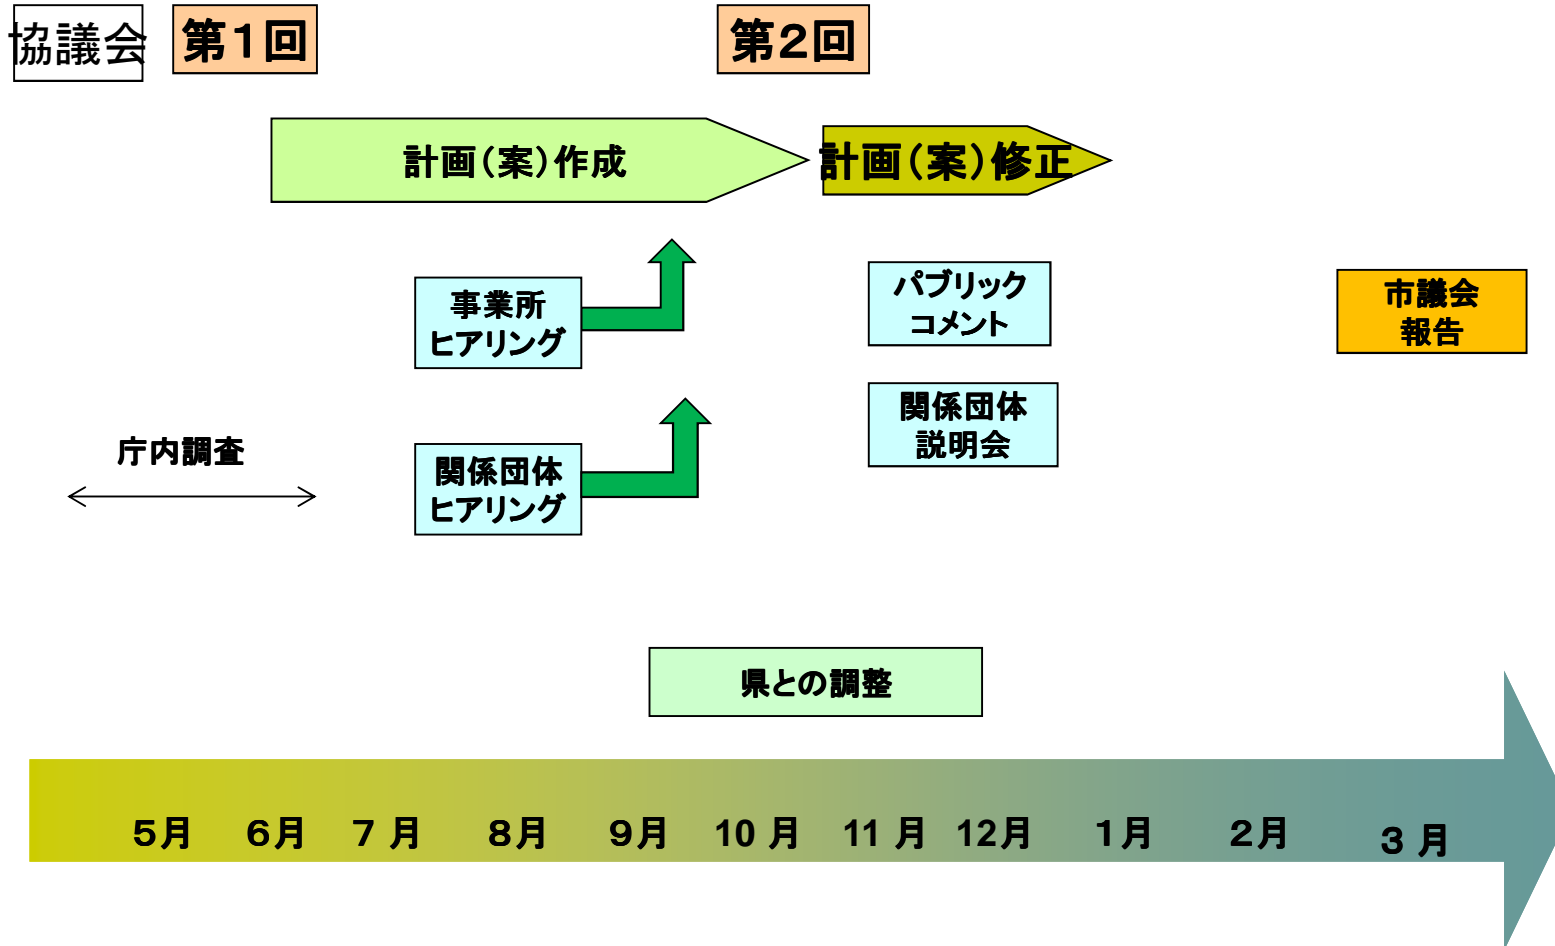 協議会
第1回
第2回
計画(案)作成
計画(案)修正
事業所
ヒアリング
パブリック
コメント
市議会
報告
関係団体
説明会
庁内調査
関係団体
ヒアリング
県との調整
5月 6月 7月 8月 9月 10月 11月 12月 1月 2月 3月